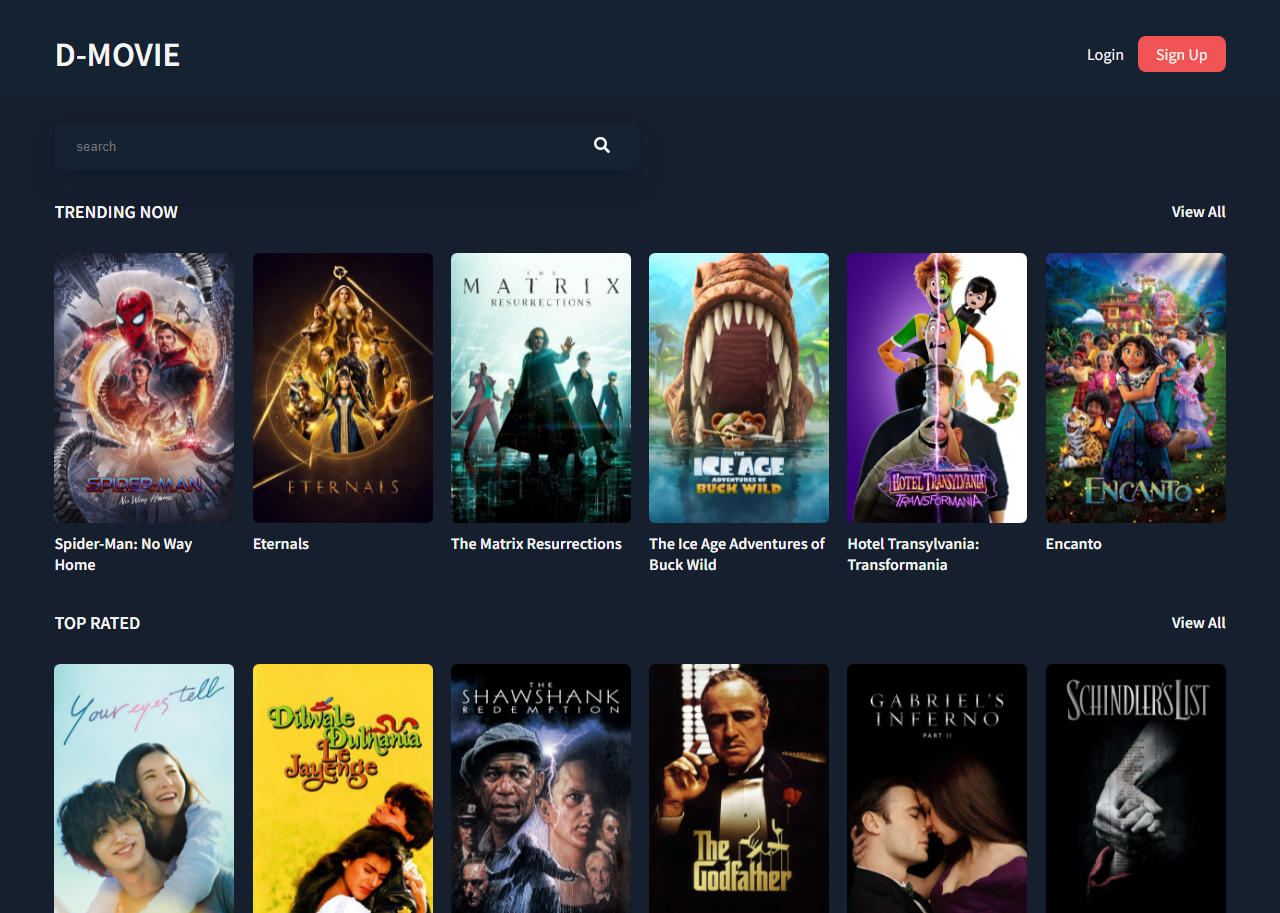 D-MOVIE
Login
Sign Up
search
TRENDING NOW
View All
SPIDER-MAN
No Way Home
ETERNALS
THE
MATRIX
RESURRECTIONS
THE
ICE AGE
ADVENTURES OF
BUCK WILD
HOTEL TRANSYLVANIA
TRANSFORMANIA
ENCANTO
Spider-Man: No Way
Home
Eternals
The Matrix Resurrections
The Ice Age Adventures of
Buck Wild
Hotel Transylvania:
Transformania
Encanto
TOP RATED
View All
Your eyes tell
Dilwale
Dulhania
Le
Jayenge
THE
SHAWSHANK
REDEMPTION
The
Godfather
GABRIEL'S
INFERNO
PART II
SCHINDLER'S LIST